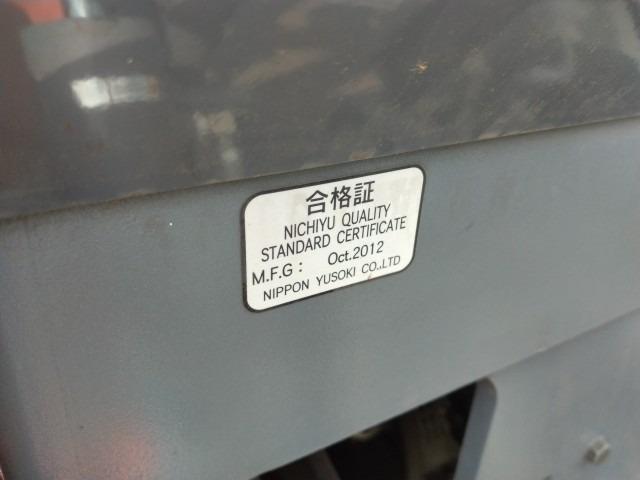 合格証
NICHIYU QUALITY
STANDARD CERTIFICATE
M.F.G : Oct.2012
NIPPON YUSOKI CO.,LTD